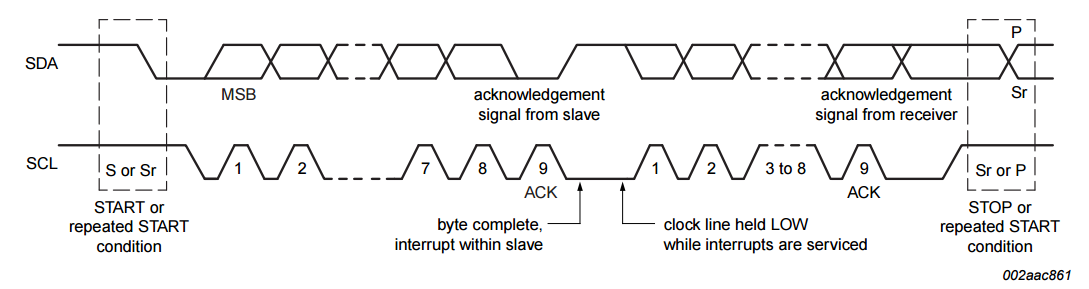 SDA
MSB
acknowledgement
signal from slave
acknowledgement
signal from receiver
P
Sr
SCL
S or Sr
1
2
7
8
9
ACK
1
2
3 to 8
9
ACK
Sr or P
START or
repeated START
condition
byte complete,
interrupt within slave
clock line held LOW
while interrupts are serviced
STOP or
repeated START
condition
002aac861